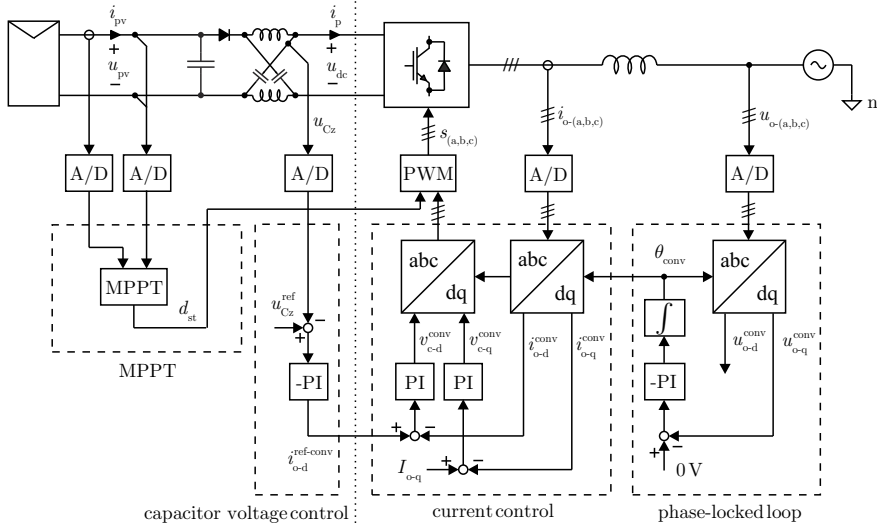 i_pv
i_p
+
u_pv
−
+
u_dc
−
n
u_Cz
s_(a,b,c)
i_o-(a,b,c)
u_o-(a,b,c)
A/D
A/D
A/D
PWM
A/D
A/D
abc
dq
abc
dq
θ_conv
abc
dq
MPPT
d_st
u_Cz^ref
−
+
∫
v_c-d^conv
v_c-q^conv
i_o-d^conv
i_o-q^conv
u_o-d^conv
u_o-q^conv
MPPT
-PI
PI
PI
-PI
+
−
+
−
−
+
i_o-d^ref-conv
I_o-q
0 V
capacitor voltage control
current control
phase-locked loop